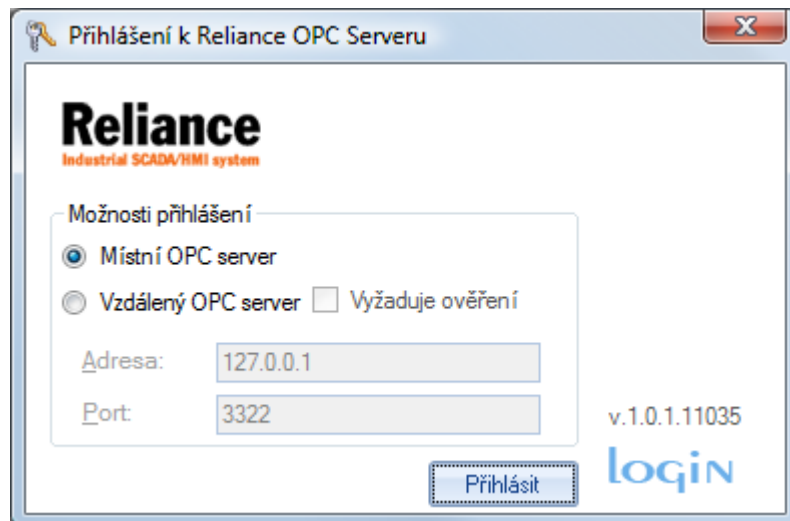 Přihlášení k Reliance OPC Serveru
Reliance
Industrial SCADA/HMI system
Možnosti přihlášení
Místní OPC server
Vzdálený OPC server Vyžaduje ověření
Adresa: 127.0.0.1
Port: 3322
v.1.0.1.11035
login
Přihlásit